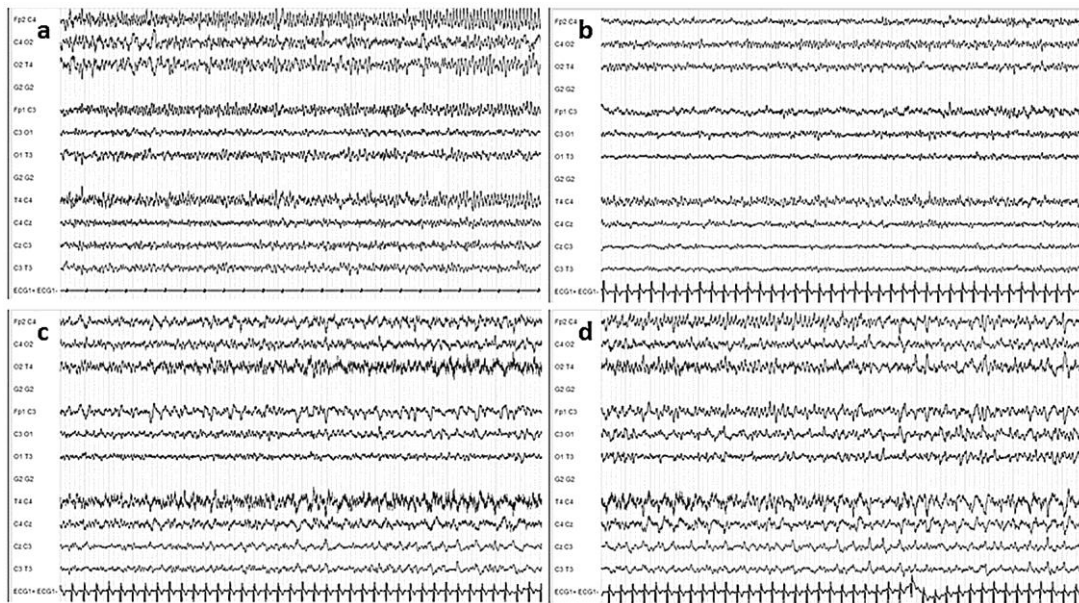 a
Fp2 C4
C4 O2
O2 T4
G2 G2
Fp1 C3
C3 O1
O1 T3
G2 G2
T4 C4
C4 Cz
Cz C3
C3 T3
ECG1+ ECG1-
b
Fp2 C4
C4 O2
O2 T4
G2 G2
Fp1 C3
C3 O1
O1 T3
G2 G2
T4 C4
C4 Cz
Cz C3
C3 T3
ECG1+ ECG1-
c
Fp2 C4
C4 O2
O2 T4
G2 G2
Fp1 C3
C3 O1
O1 T3
G2 G2
T4 C4
C4 Cz
Cz C3
C3 T3
ECG1+ ECG1-
d
Fp2 C4
C4 O2
O2 T4
G2 G2
Fp1 C3
C3 O1
O1 T3
G2 G2
T4 C4
C4 Cz
Cz C3
C3 T3
ECG1+ ECG1-